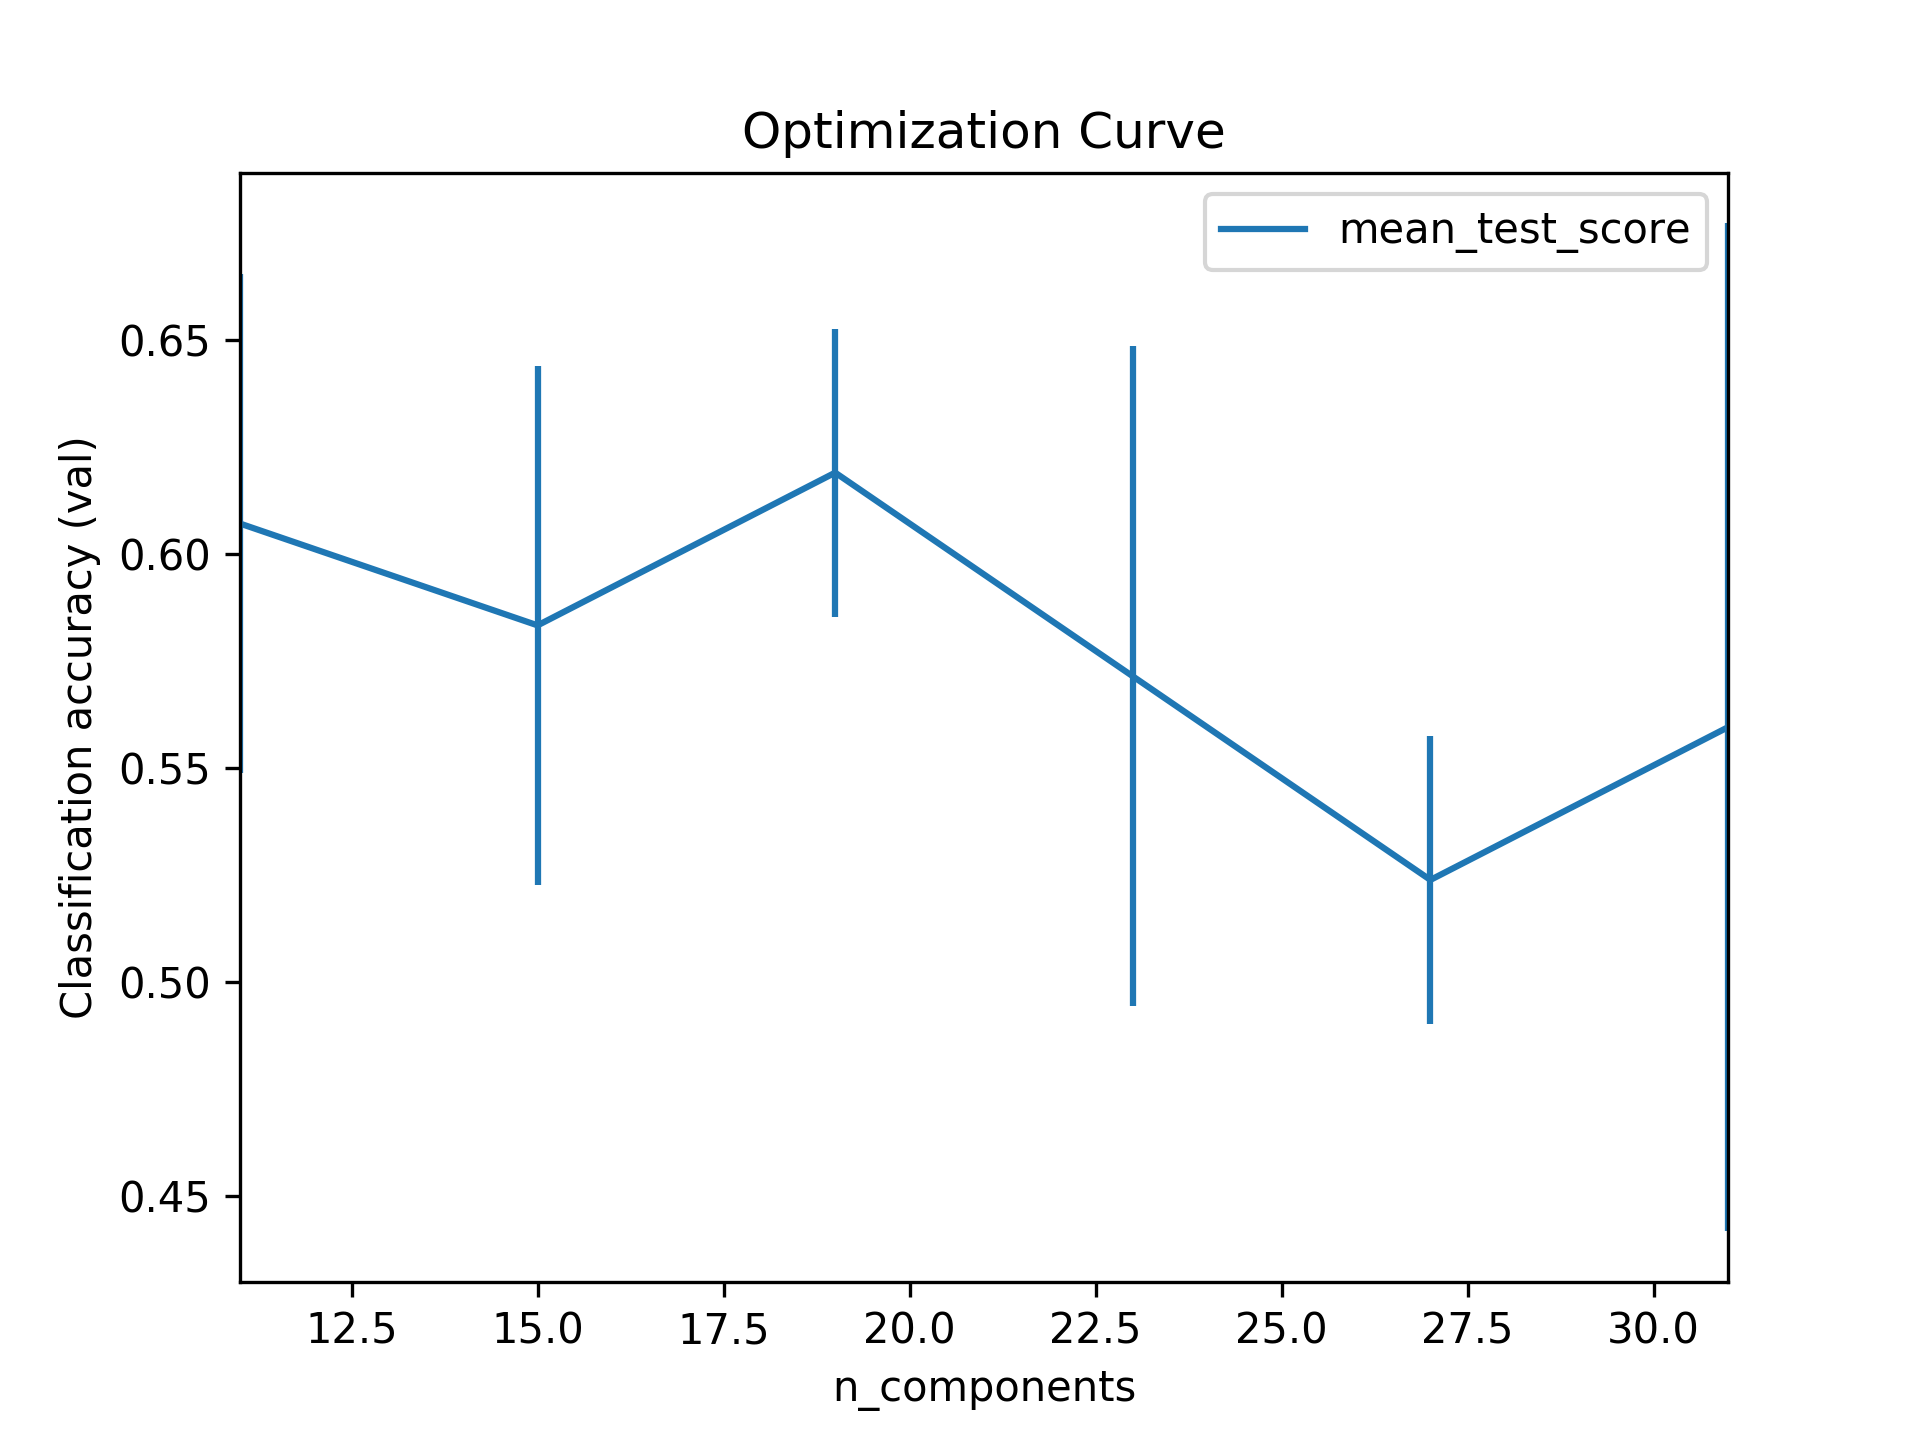 Optimization Curve
mean_test_score
Classification accuracy (val)
0.65
0.60
0.55
0.50
0.45
12.5 15.0 17.5 20.0 22.5 25.0 27.5 30.0
n_components